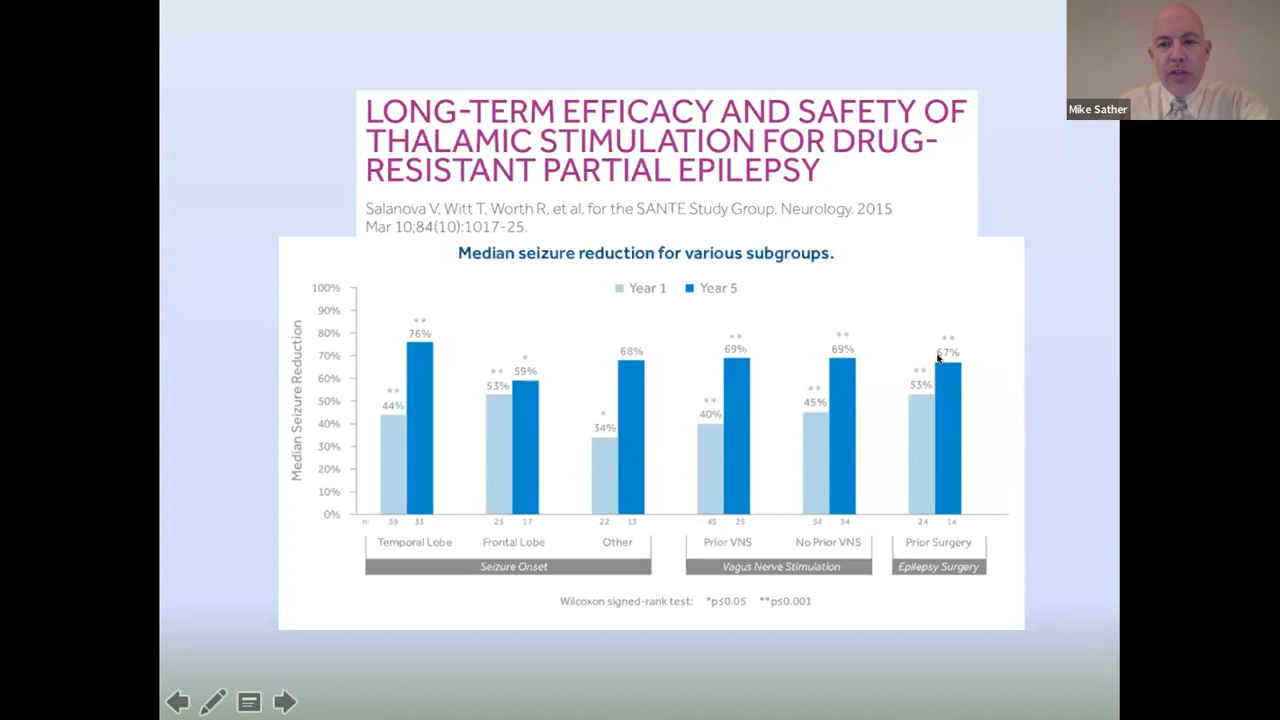 Mike Sather
LONG-TERM EFFICACY AND SAFETY OF
THALAMIC STIMULATION FOR DRUG-
RESISTANT PARTIAL EPILEPSY
Salanova V, Witt T, Worth R, et al. for the SANTE Study Group. Neurology. 2015
Mar 10;84(10):1017-25.
Median seizure reduction for various subgroups.
Year 1 Year 5
Median Seizure Reduction
100%
90%
80%
70%
60%
50%
40%
30%
20%
10%
0%
** 44% ** 76%
** 53% * 59%
* 34% 68%
** 40% ** 69%
** 45% ** 69%
** 53% ** 67%
n: 59 33 25 17 22 13 45 25 54 34 24 14
Temporal Lobe Frontal Lobe Other Prior VNS No Prior VNS Prior Surgery
Seizure Onset Vagus Nerve Stimulation Epilepsy Surgery
Wilcoxon signed-rank test: *p≤0.05 **p≤0.001